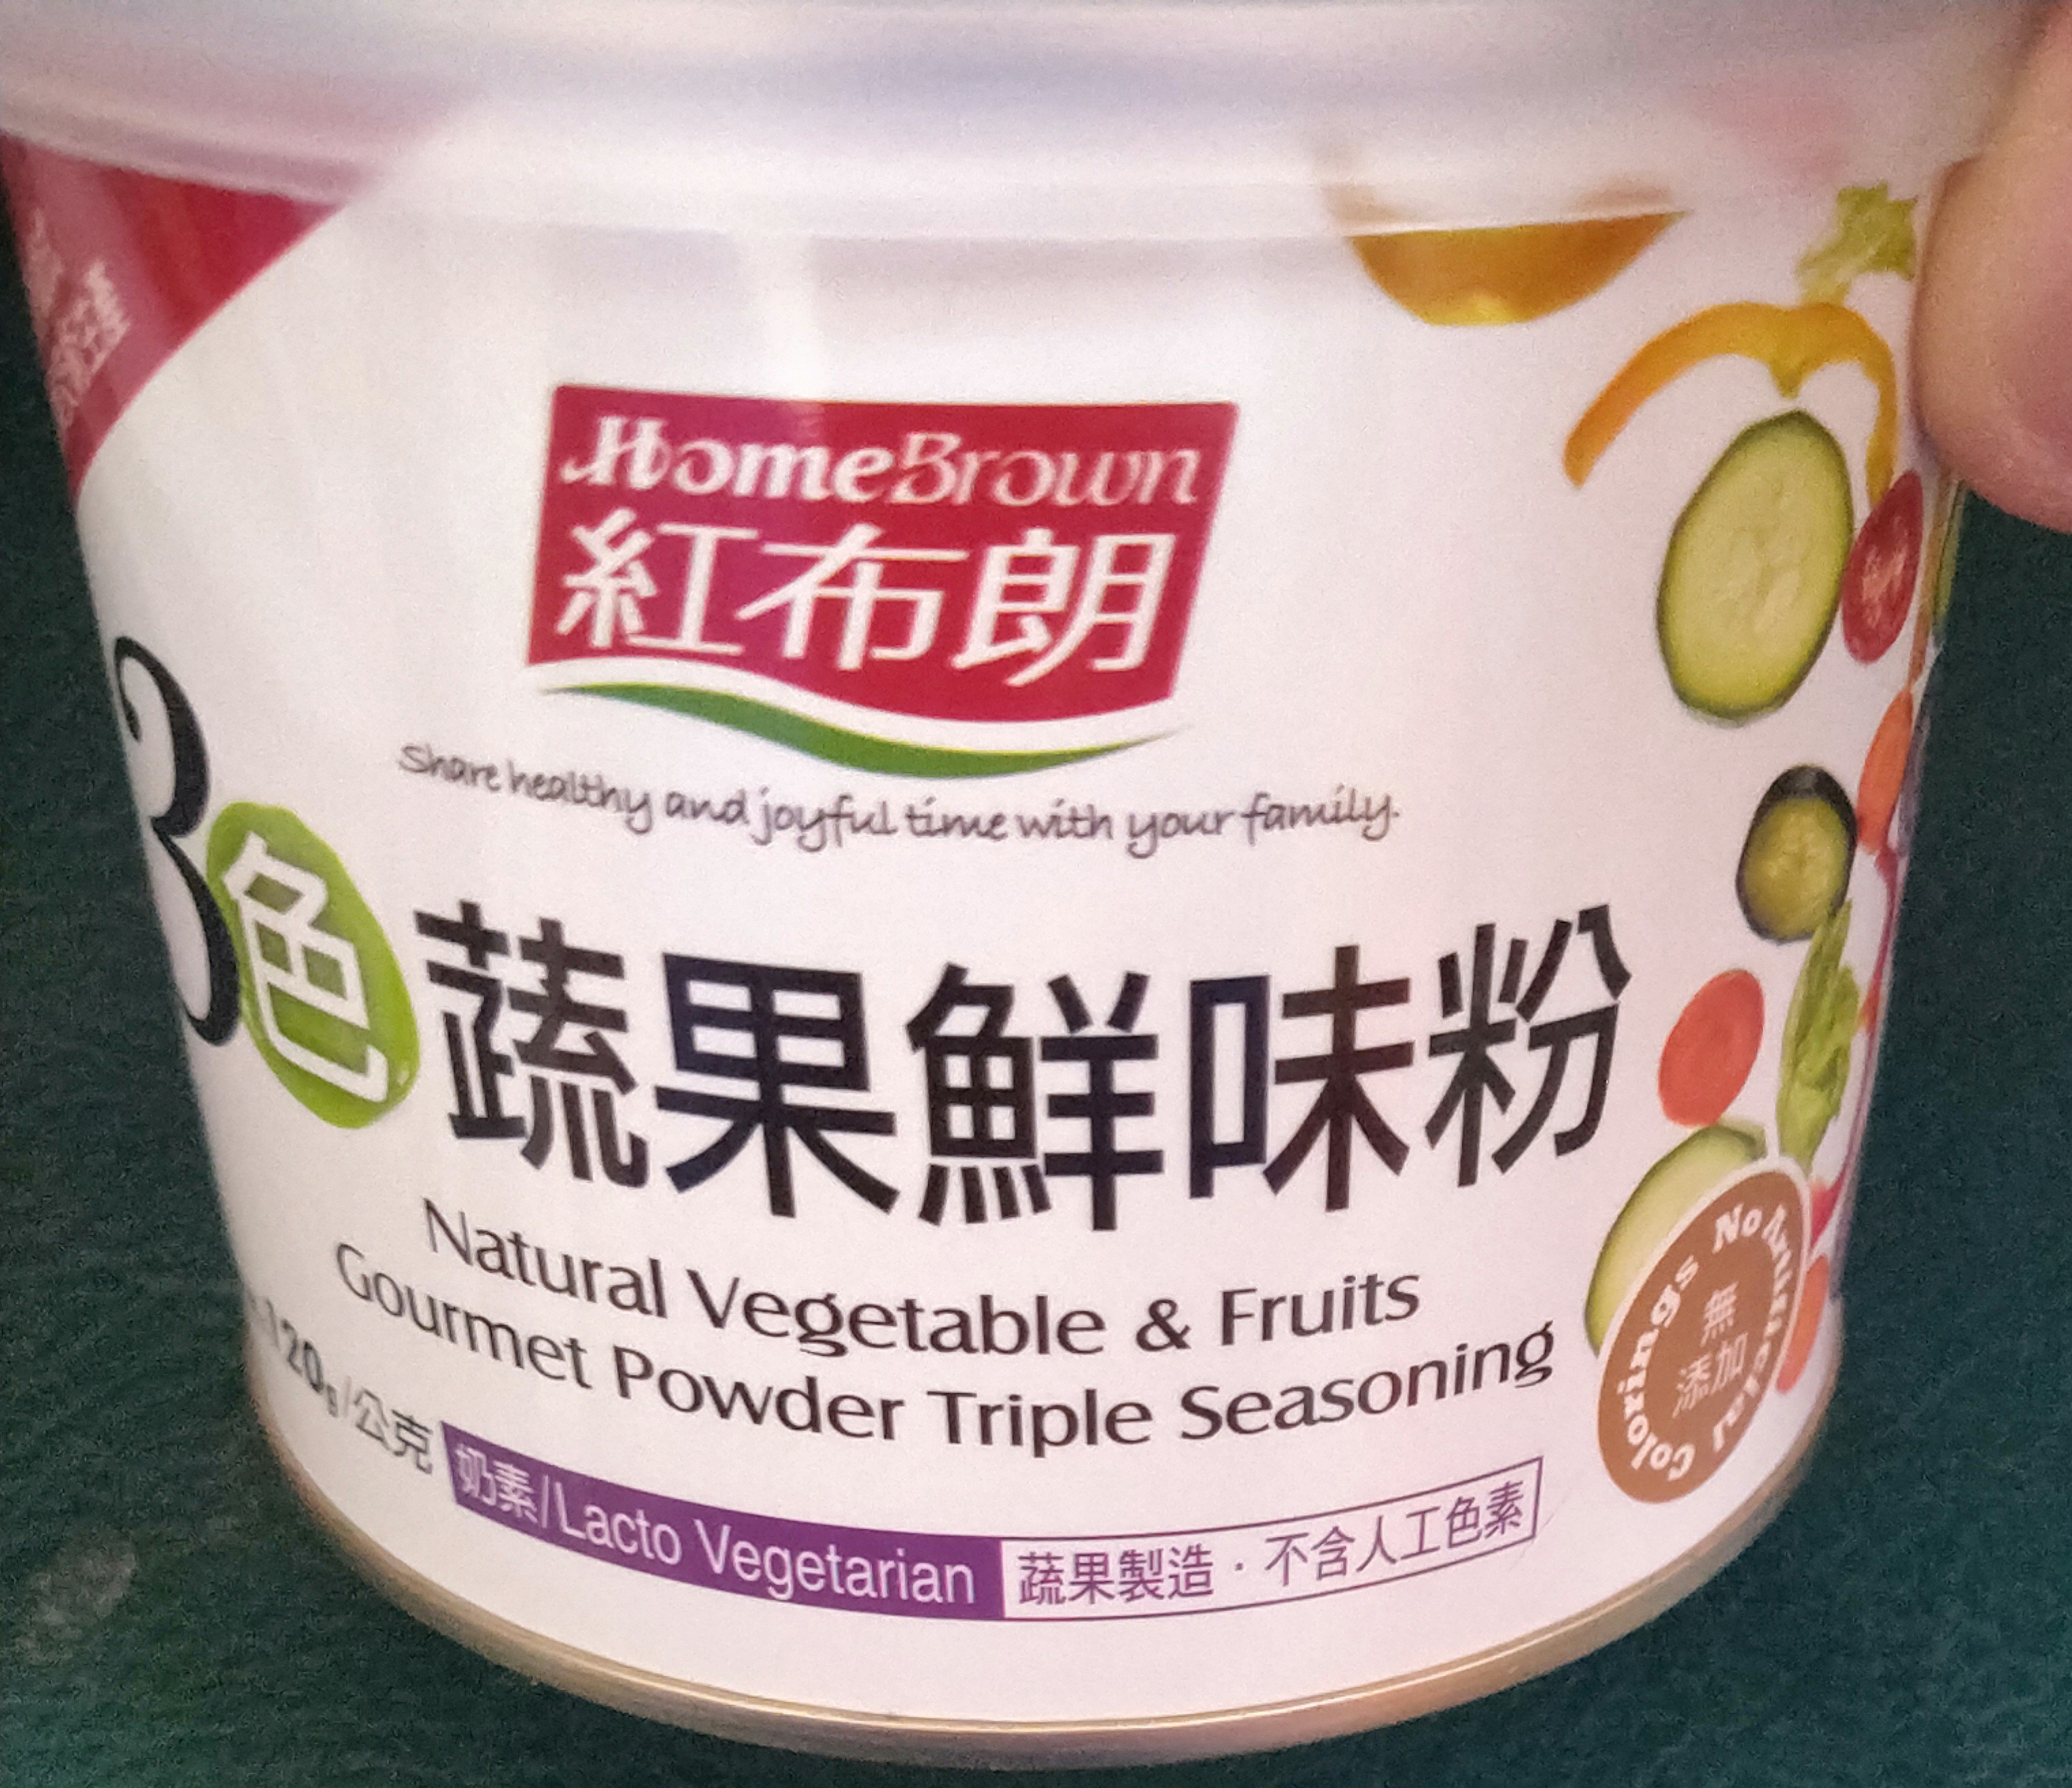 HomeBrown
紅布朗
Share healthy and joyful time with your family.
3色蔬果鮮味粉
Natural Vegetable & Fruits
Gourmet Powder Triple Seasoning
120g/公克
奶素/Lacto Vegetarian 蔬果製造·不含人工色素
No Artificial Colorings
無
添加